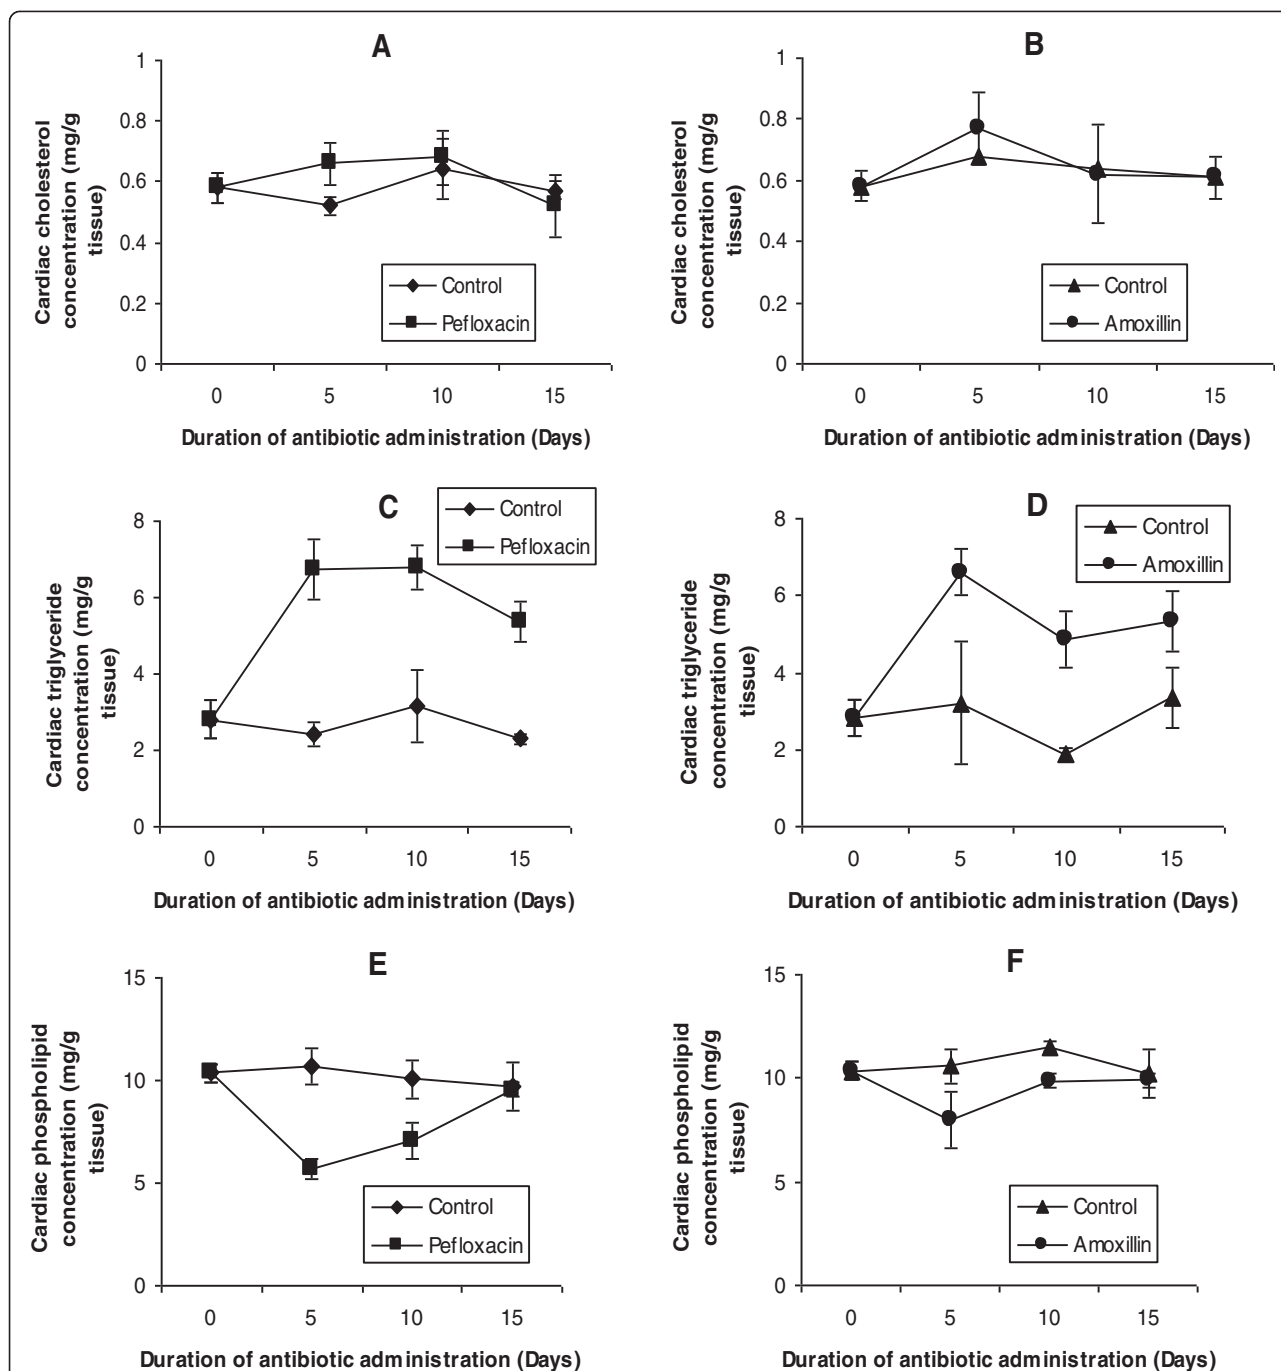 A
Cardiac cholesterol
concentration (mg/g
tissue)
1
0.8
0.6
0.4
0.2
0
Control
Pefloxacin
0 5 10 15
Duration of antibiotic administration (Days)
B
Cardiac cholesterol
concentration (mg/g
tissue)
1
0.8
0.6
0.4
0.2
0
Control
Amoxillin
0 5 10 15
Duration of antibiotic administration (Days)
C
Control
Pefloxacin
Cardiac triglyceride
concentration (mg/g
tissue)
8
6
4
2
0
0 5 10 15
Duration of antibiotic administration (Days)
D
Control
Amoxillin
Cardiac triglyceride
concentration (mg/g
tissue)
8
6
4
2
0
0 5 10 15
Duration of antibiotic administration (Days)
E
Cardiac phospholipid
concentration (mg/g
tissue)
15
10
5
0
Control
Pefloxacin
0 5 10 15
Duration of antibiotic administration (Days)
F
Cardiac phospholipid
concentration (mg/g
tissue)
15
10
5
0
Control
Amoxillin
0 5 10 15
Duration of antibiotic administration (Days)